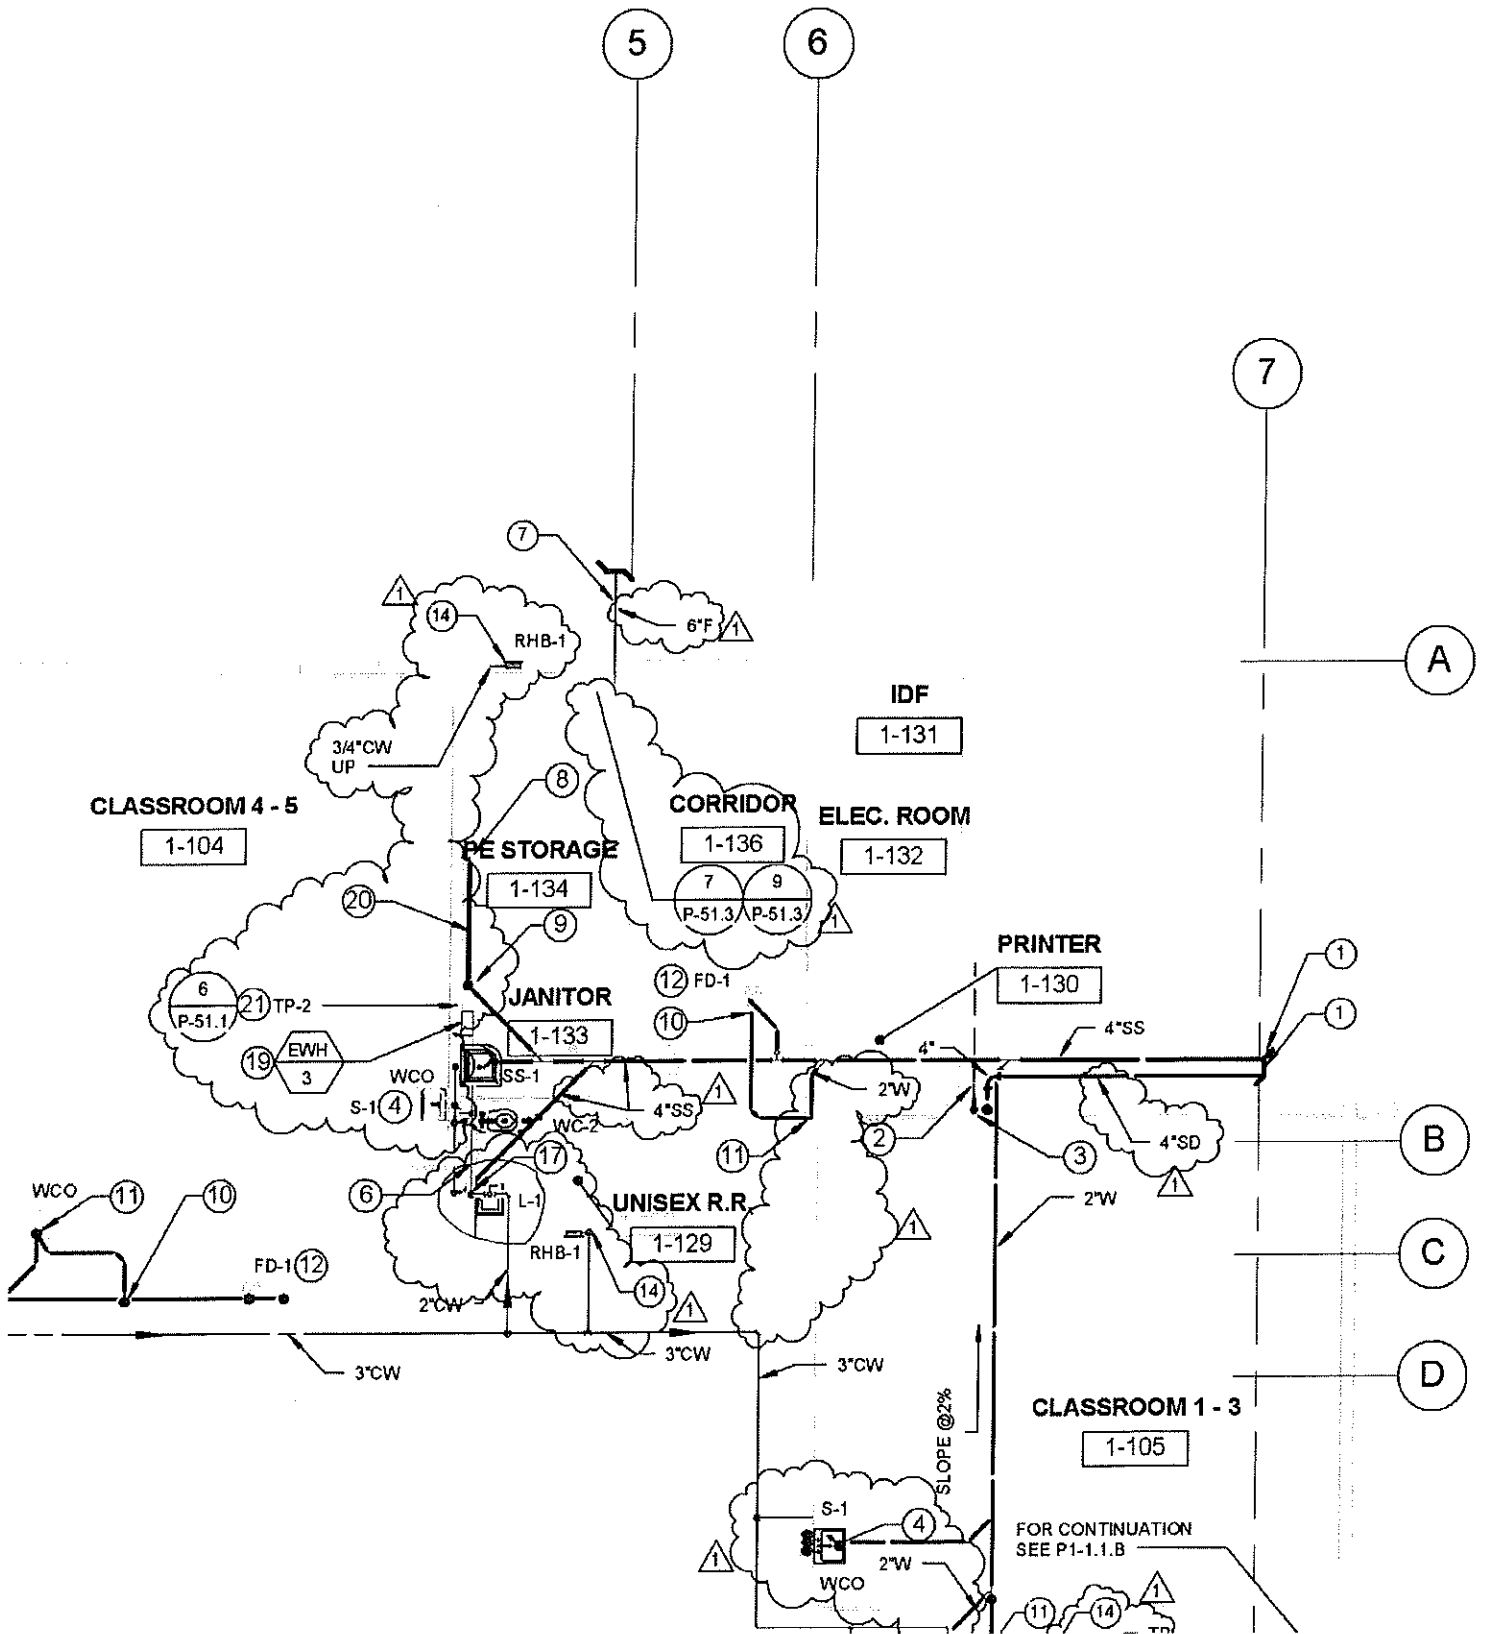 5
6
7
7
1
14
RHB-1
6"F
1
A
IDF
1-131
3/4"CW
UP
8
CLASSROOM 4 - 5
1-104
CORRIDOR
1-136
ELEC. ROOM
1-132
PE STORAGE
1-134
7
P-51.3
9
P-51.3
1
20
9
PRINTER
1-130
1
12
FD-1
6
P-51.1
21
TP-2
JANITOR
1-133
10
1
4"SS
19
EWH
3
4"
WCO
SS-1
2"W
1
S-1
4
4"SS
WC-2
2
3
4"SD
B
11
17
1
WCO
11
10
6
L-1
UNISEX R.R.
1-129
2"W
1
RHB-1
C
FD-1
12
14
2"CW
1
3"CW
3"CW
3"CW
D
SLOPE @2%
CLASSROOM 1 - 3
1-105
S-1
4
FOR CONTINUATION
SEE P1-1.1.B
1
2"W
WCO
1
11
14